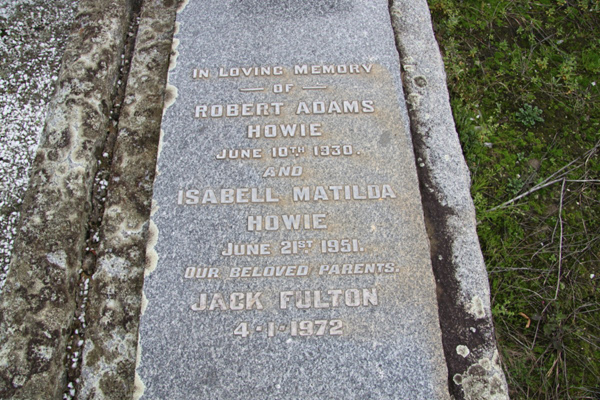 IN LOVING MEMORY
OF
ROBERT ADAMS
HOWIE
JUNE 10TH 1930.
AND
ISABELL MATILDA
HOWIE
JUNE 21ST 1951.
OUR BELOVED PARENTS.
JACK FULTON
4·1·1972